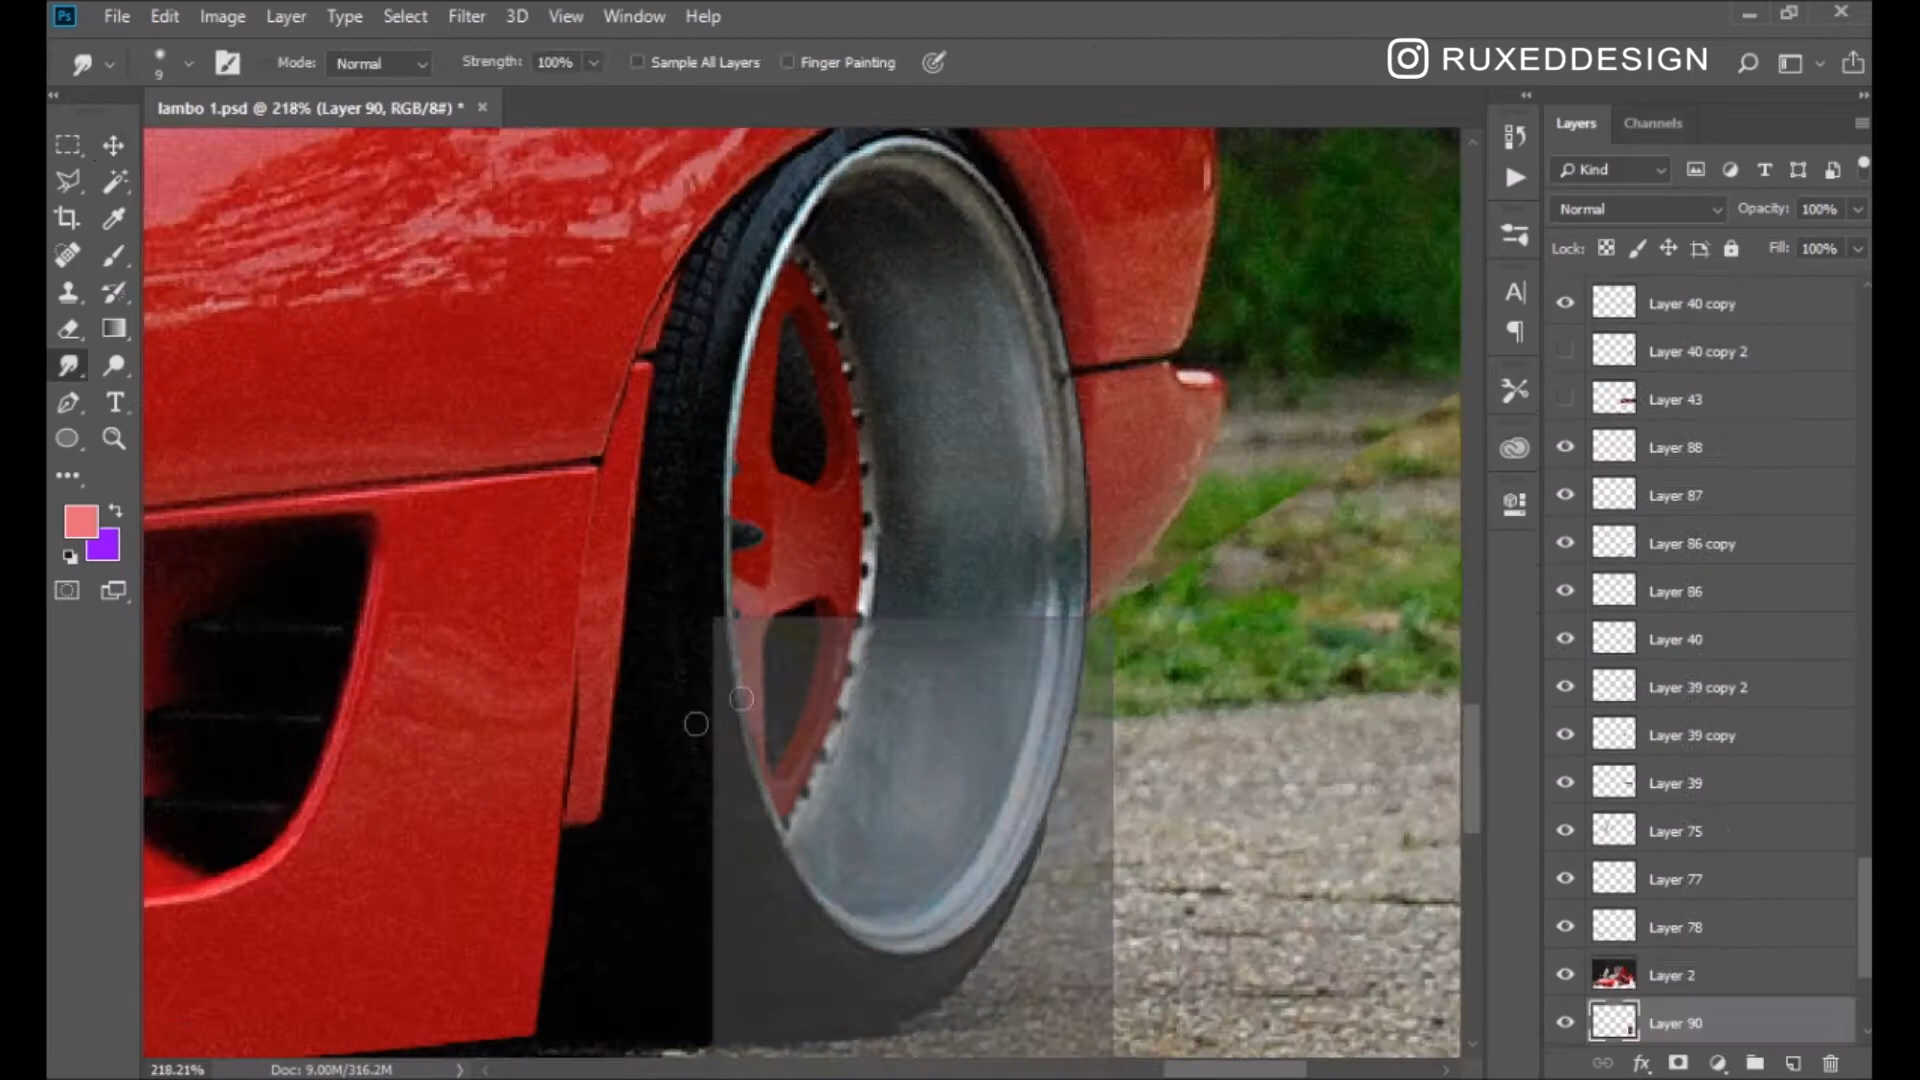 Ps File Edit Image Layer Type Select Filter 3D View Window Help
9 Mode: Normal Strength: 100% Sample All Layers Finger Painting RUXEDDESIGN
lambo 1.psd @ 218% (Layer 90, RGB/8#) * ×
Layers Channels
Kind
Normal Opacity: 100%
Lock: Fill: 100%
Layer 40 copy
Layer 40 copy 2
Layer 43
Layer 88
Layer 87
Layer 86 copy
Layer 86
Layer 40
Layer 39 copy 2
Layer 39 copy
Layer 39
Layer 75
Layer 77
Layer 78
Layer 2
Layer 90
218.21% Doc: 9.00M/316.2M